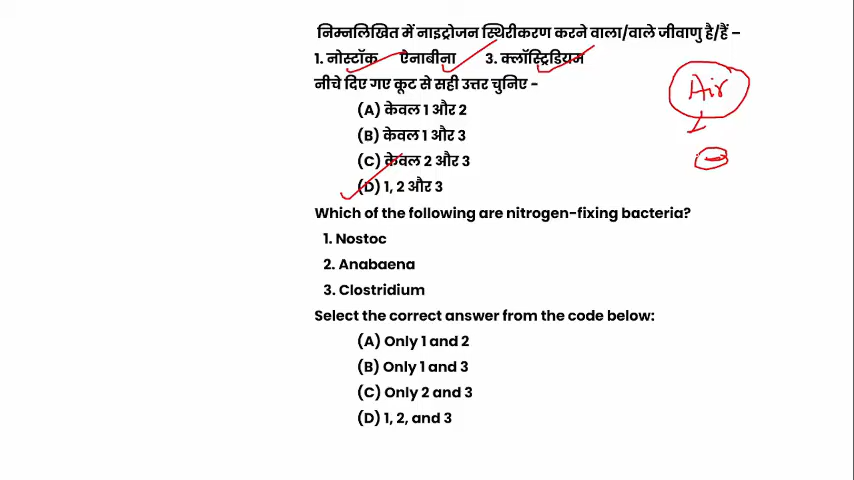 निम्नलिखित में नाइट्रोजन स्थिरीकरण करने वाला/वाले जीवाणु है/हैं –
1. नोस्टॉक ऐनाबीना 3. क्लॉस्ट्रिडियम
नीचे दिए गए कूट से सही उत्तर चुनिए -
Air
(A) केवल 1 और 2
(B) केवल 1 और 3
(C) केवल 2 और 3
(D) 1, 2 और 3
Which of the following are nitrogen-fixing bacteria?
1. Nostoc
2. Anabaena
3. Clostridium
Select the correct answer from the code below:
(A) Only 1 and 2
(B) Only 1 and 3
(C) Only 2 and 3
(D) 1, 2, and 3